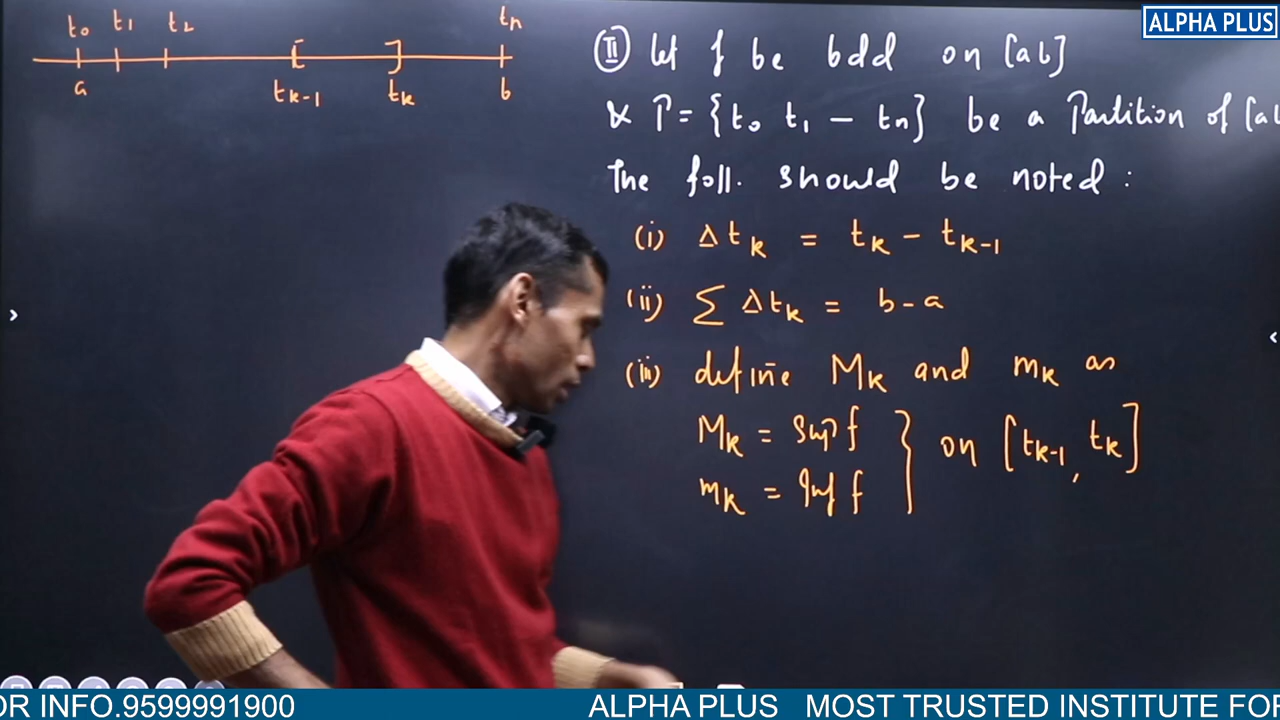 t₀ t₁ t₂ tₙ
a tₖ₋₁ tₖ b
ALPHA PLUS
(II) let f be bdd on [ab]
& P = {t₀ t₁ — tₙ} be a Partition of [ab
The foll. should be noted :
(i) Δtₖ = tₖ - tₖ₋₁
(ii) Σ Δtₖ = b-a
(iii) define Mₖ and mₖ as
Mₖ = Sup f
mₖ = Inf f } on [tₖ₋₁, tₖ]
OR INFO.9599991900 ALPHA PLUS MOST TRUSTED INSTITUTE FOR